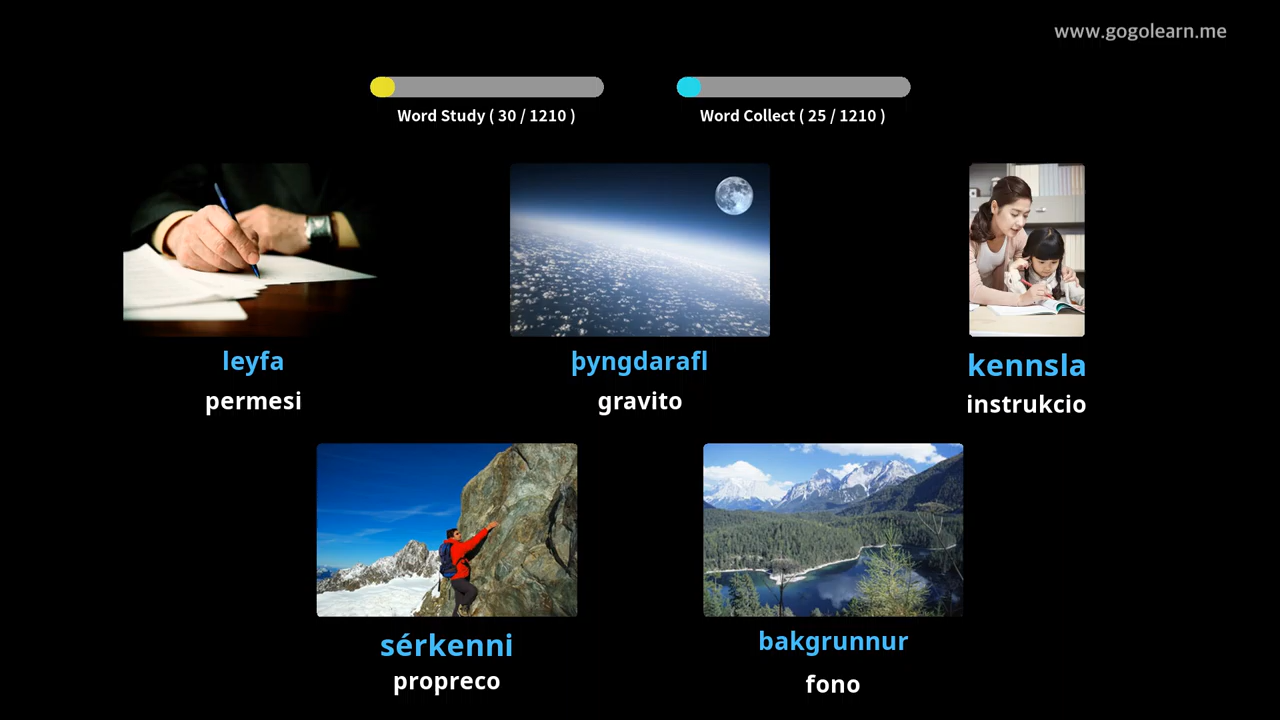 www.gogolearn.me
Word Study ( 30 / 1210 )
Word Collect ( 25 / 1210 )
leyfa
permesi
þyngdarafl
gravito
kennsla
instrukcio
sérkenni
propreco
bakgrunnur
fono